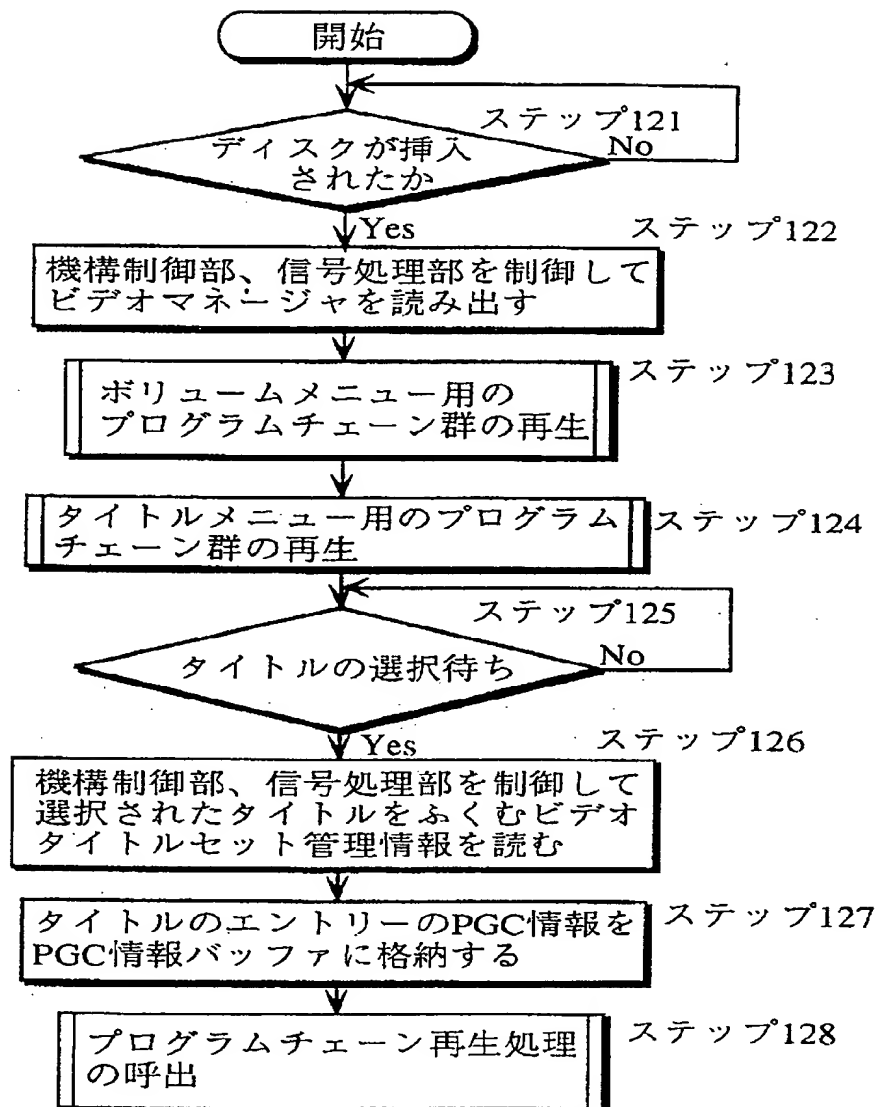 開始
ステップ121
ディスクが挿入
されたか
No
Yes
ステップ122
機構制御部、信号処理部を制御して
ビデオマネージャを読み出す
ステップ123
ボリュームメニュー用の
プログラムチェーン群の再生
タイトルメニュー用のプログラム
チェーン群の再生
ステップ124
ステップ125
タイトルの選択待ち
No
Yes
ステップ126
機構制御部、信号処理部を制御して
選択されたタイトルをふくむビデオ
タイトルセット管理情報を読む
タイトルのエントリーのPGC情報を
PGC情報バッファに格納する
ステップ127
ステップ128
プログラムチェーン再生処理
の呼出